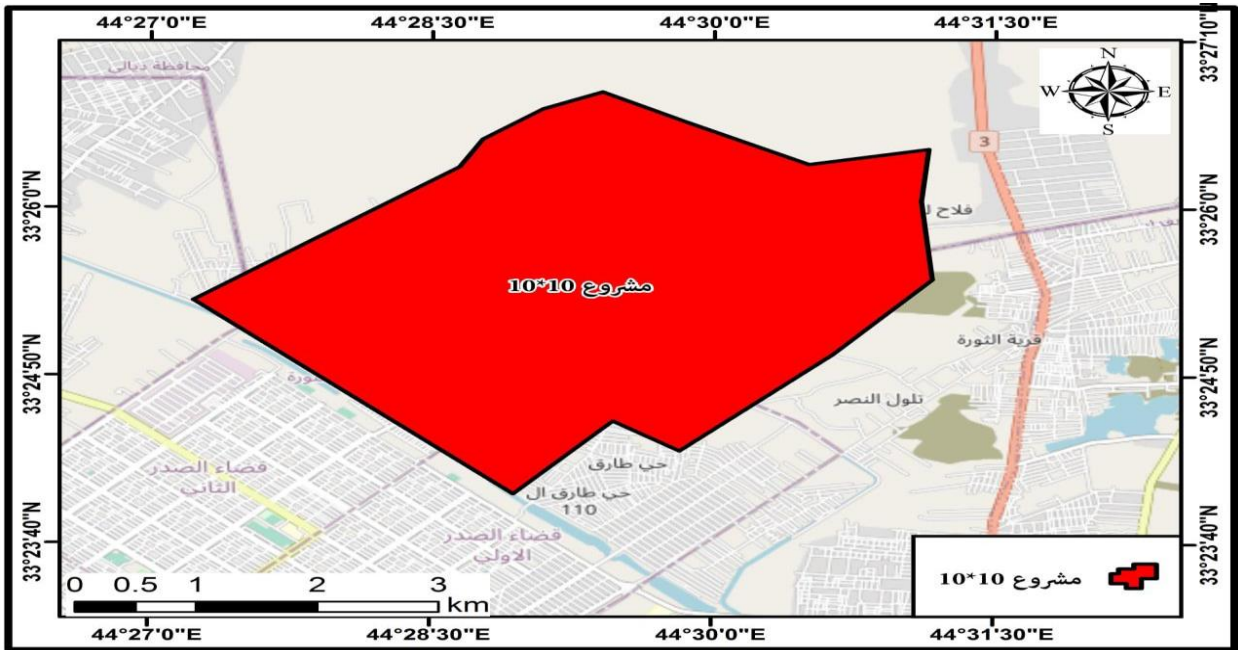 44°27'0"E 44°28'30"E 44°30'0"E 44°31'30"E
33°27'10"N
33°26'0"N
33°24'50"N
33°23'40"N
33°27'10"N
33°26'0"N
33°24'50"N
33°23'40"N
N
W E
S
محافظة ديالى
3
مشروع 10*10
قرية الثورة
تلول النصر
حي طارق
حي طارق ال
110
قضاء الصدر
الثاني
قضاء الصدر
الاولى
0 0.5 1 2 3
km
مشروع 10*10
44°27'0"E 44°28'30"E 44°30'0"E 44°31'30"E